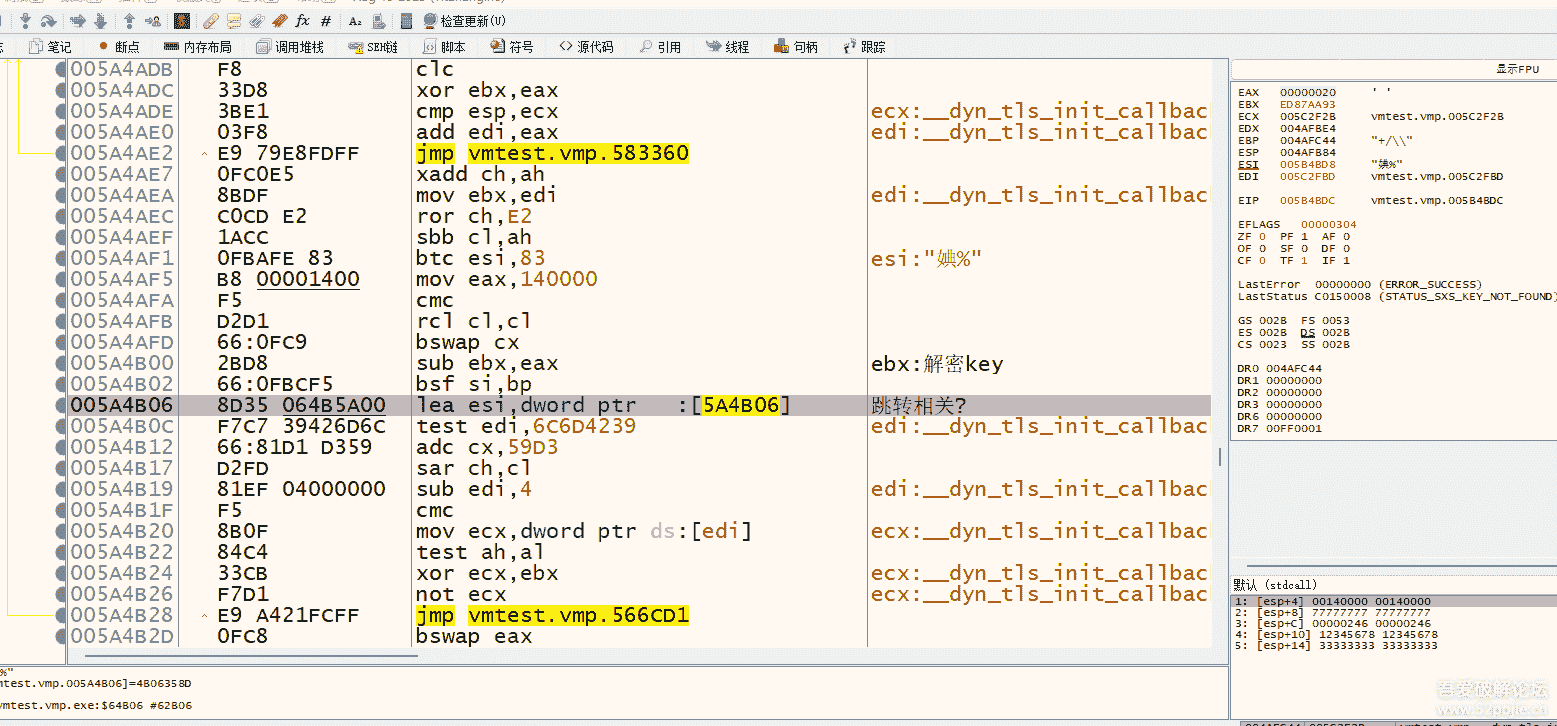 fx # A₂ 检查更新(U)
笔记 断点 内存布局 调用堆栈 SEH链 脚本 符号 源代码 引用 线程 句柄 跟踪
005A4ADB F8 clc
005A4ADC 33D8 xor ebx,eax
005A4ADE 3BE1 cmp esp,ecx ecx:__dyn_tls_init_callbac
005A4AE0 03F8 add edi,eax edi:__dyn_tls_init_callbac
005A4AE2 E9 79E8FDFF jmp vmtest.vmp.583360
005A4AE7 0FC0E5 xadd ch,ah
005A4AEA 8BDF mov ebx,edi edi:__dyn_tls_init_callbac
005A4AEC C0CD E2 ror ch,E2
005A4AEF 1ACC sbb cl,ah
005A4AF1 0FBAFE 83 btc esi,83 esi:"婰%"
005A4AF5 B8 00001400 mov eax,140000
005A4AFA F5 cmc
005A4AFB D2D1 rcl cl,cl
005A4AFD 66:0FC9 bswap cx
005A4B00 2BD8 sub ebx,eax ebx:解密key
005A4B02 66:0FBCF5 bsf si,bp
005A4B06 8D35 064B5A00 lea esi,dword ptr :[5A4B06] 跳转相关?
005A4B0C F7C7 39426D6C test edi,6C6D4239 edi:__dyn_tls_init_callbac
005A4B12 66:81D1 D359 adc cx,59D3
005A4B17 D2FD sar ch,cl
005A4B19 81EF 04000000 sub edi,4 edi:__dyn_tls_init_callbac
005A4B1F F5 cmc
005A4B20 8B0F mov ecx,dword ptr ds:[edi] ecx:__dyn_tls_init_callbac
005A4B22 84C4 test ah,al
005A4B24 33CB xor ecx,ebx ecx:__dyn_tls_init_callbac
005A4B26 F7D1 not ecx ecx:__dyn_tls_init_callbac
005A4B28 E9 A421FCFF jmp vmtest.vmp.566CD1
005A4B2D 0FC8 bswap eax
%"
mtest.vmp.005A4B06]=4B06358D
vmtest.vmp.exe:$64B06 #62B06
显示FPU
EAX 00000020 ' '
EBX ED87AA93
ECX 005C2F2B vmtest.vmp.005C2F2B
EDX 004AFBE4
EBP 004AFC44 "+/\\"
ESP 004AFB84
ESI 005B4BD8 "婰%"
EDI 005C2FBD vmtest.vmp.005C2FBD
EIP 005B4BDC vmtest.vmp.005B4BDC
EFLAGS 00000304
ZF 0 PF 1 AF 0
OF 0 SF 0 DF 0
CF 0 TF 1 IF 1
LastError 00000000 (ERROR_SUCCESS)
LastStatus C0150008 (STATUS_SXS_KEY_NOT_FOUND)
GS 002B FS 0053
ES 002B DS 002B
CS 0023 SS 002B
DR0 004AFC44
DR1 00000000
DR2 00000000
DR3 00000000
DR6 00000000
DR7 00FF0001
默认 (stdcall)
1: [esp+4] 00140000 00140000
2: [esp+8] 77777777 77777777
3: [esp+C] 00000246 00000246
4: [esp+10] 12345678 12345678
5: [esp+14] 33333333 33333333
吾爱破解论坛
www.52pojie.cn